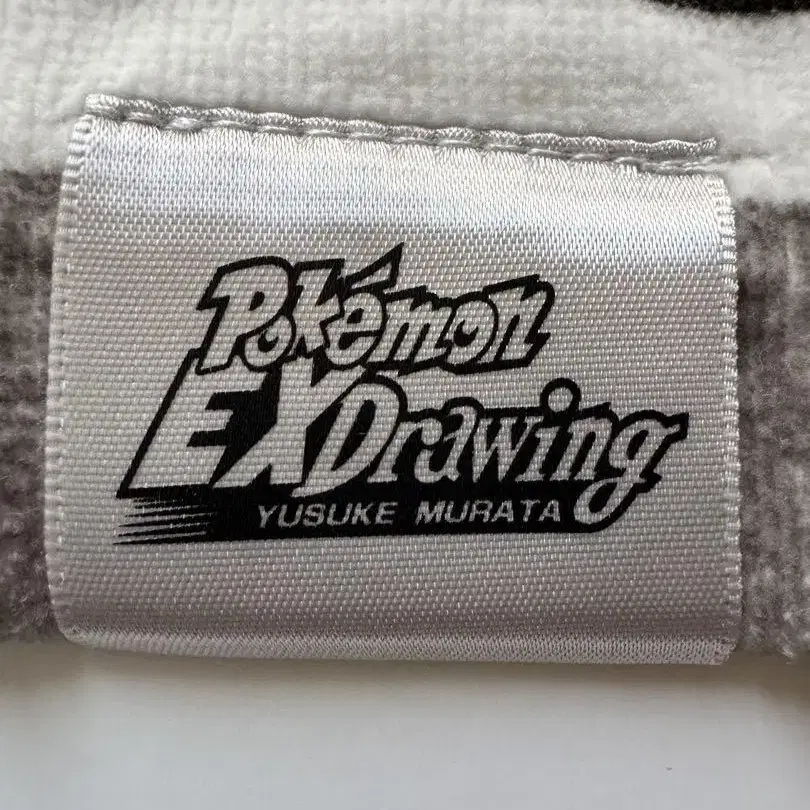 Pokémon
EXDrawing
YUSUKE MURATA